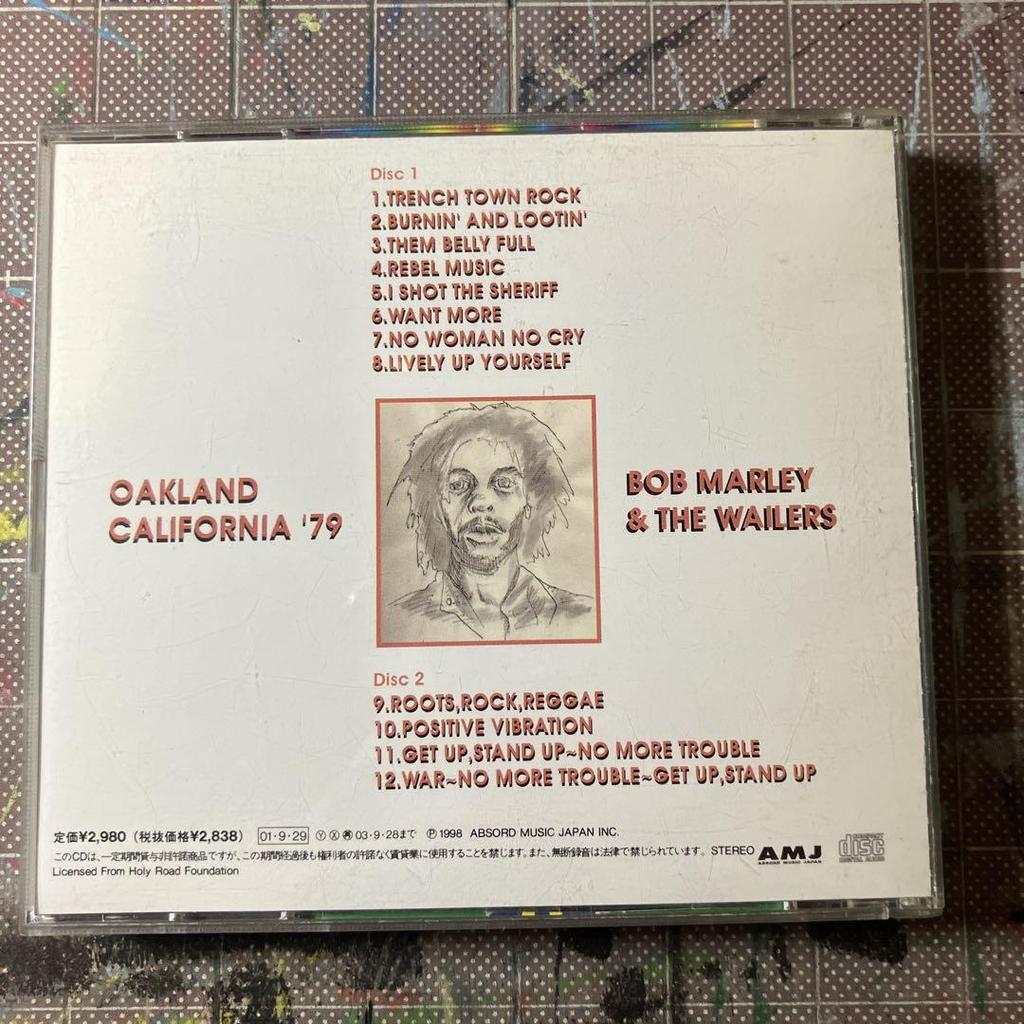 Disc 1
1.TRENCH TOWN ROCK
2.BURNIN' AND LOOTIN'
3.THEM BELLY FULL
4.REBEL MUSIC
5.I SHOT THE SHERIFF
6.WANT MORE
7.NO WOMAN NO CRY
8.LIVELY UP YOURSELF
OAKLAND
CALIFORNIA '79
BOB MARLEY
& THE WAILERS
Disc 2
9.ROOTS,ROCK,REGGAE
10.POSITIVE VIBRATION
11.GET UP,STAND UP~NO MORE TROUBLE
12.WAR~NO MORE TROUBLE~GET UP,STAND UP
定価¥2,980（税抜価格¥2,838） 01・9・29 Ⓨ Ⓧ 03・9・28まで Ⓟ1998 ABSORD MUSIC JAPAN INC.
このCDは、一定期間貸与非許諾商品ですが、この期間経過後も権利者の許諾なく賃貸業に使用することを禁じます。また、無断録音は法律で禁じられています。 STEREO AMJ
ABSORD MUSIC JAPAN
COMPACT
disc
DIGITAL AUDIO
Licensed From Holy Road Foundation